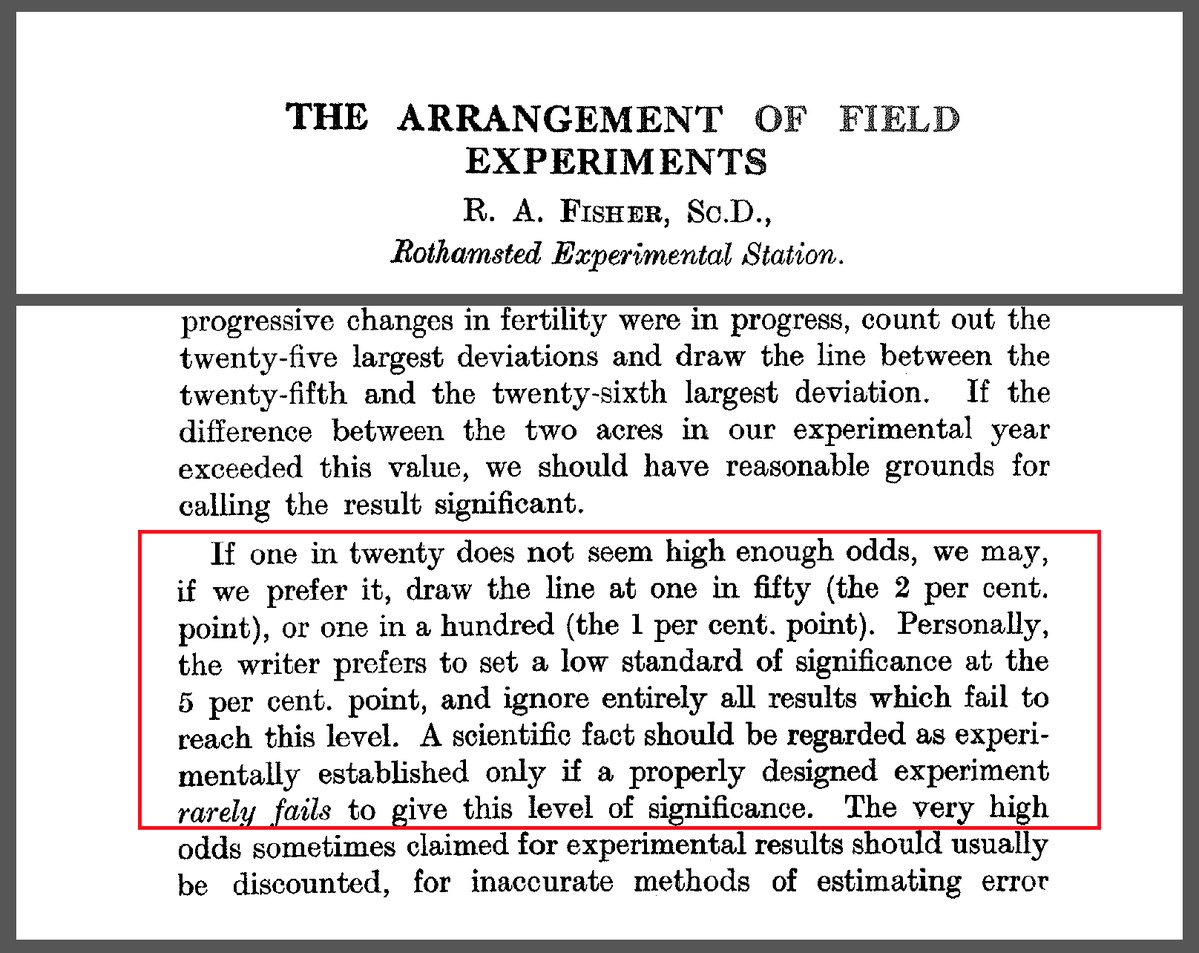 THE ARRANGEMENT OF FIELD
EXPERIMENTS
R. A. FISHER, Sc.D.,
Rothamsted Experimental Station.
progressive changes in fertility were in progress, count out the
twenty-five largest deviations and draw the line between the
twenty-fifth and the twenty-sixth largest deviation. If the
difference between the two acres in our experimental year
exceeded this value, we should have reasonable grounds for
calling the result significant.
If one in twenty does not seem high enough odds, we may,
if we prefer it, draw the line at one in fifty (the 2 per cent.
point), or one in a hundred (the 1 per cent. point). Personally,
the writer prefers to set a low standard of significance at the
5 per cent. point, and ignore entirely all results which fail to
reach this level. A scientific fact should be regarded as experi-
mentally established only if a properly designed experiment
rarely fails to give this level of significance. The very high
odds sometimes claimed for experimental results should usually
be discounted, for inaccurate methods of estimating error